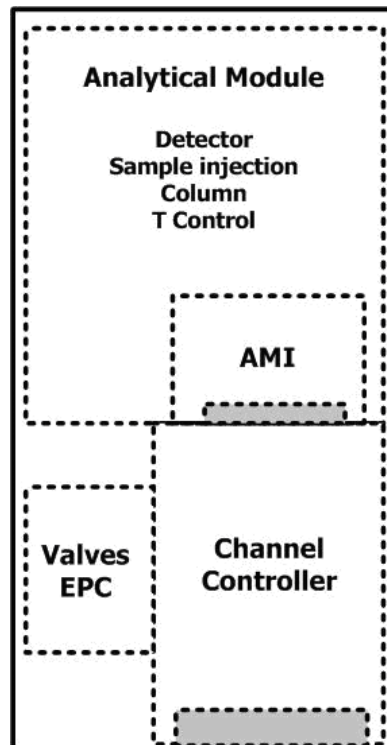 Analytical Module
Detector
Sample injection
Column
T Control
AMI
Valves
EPC
Channel
Controller